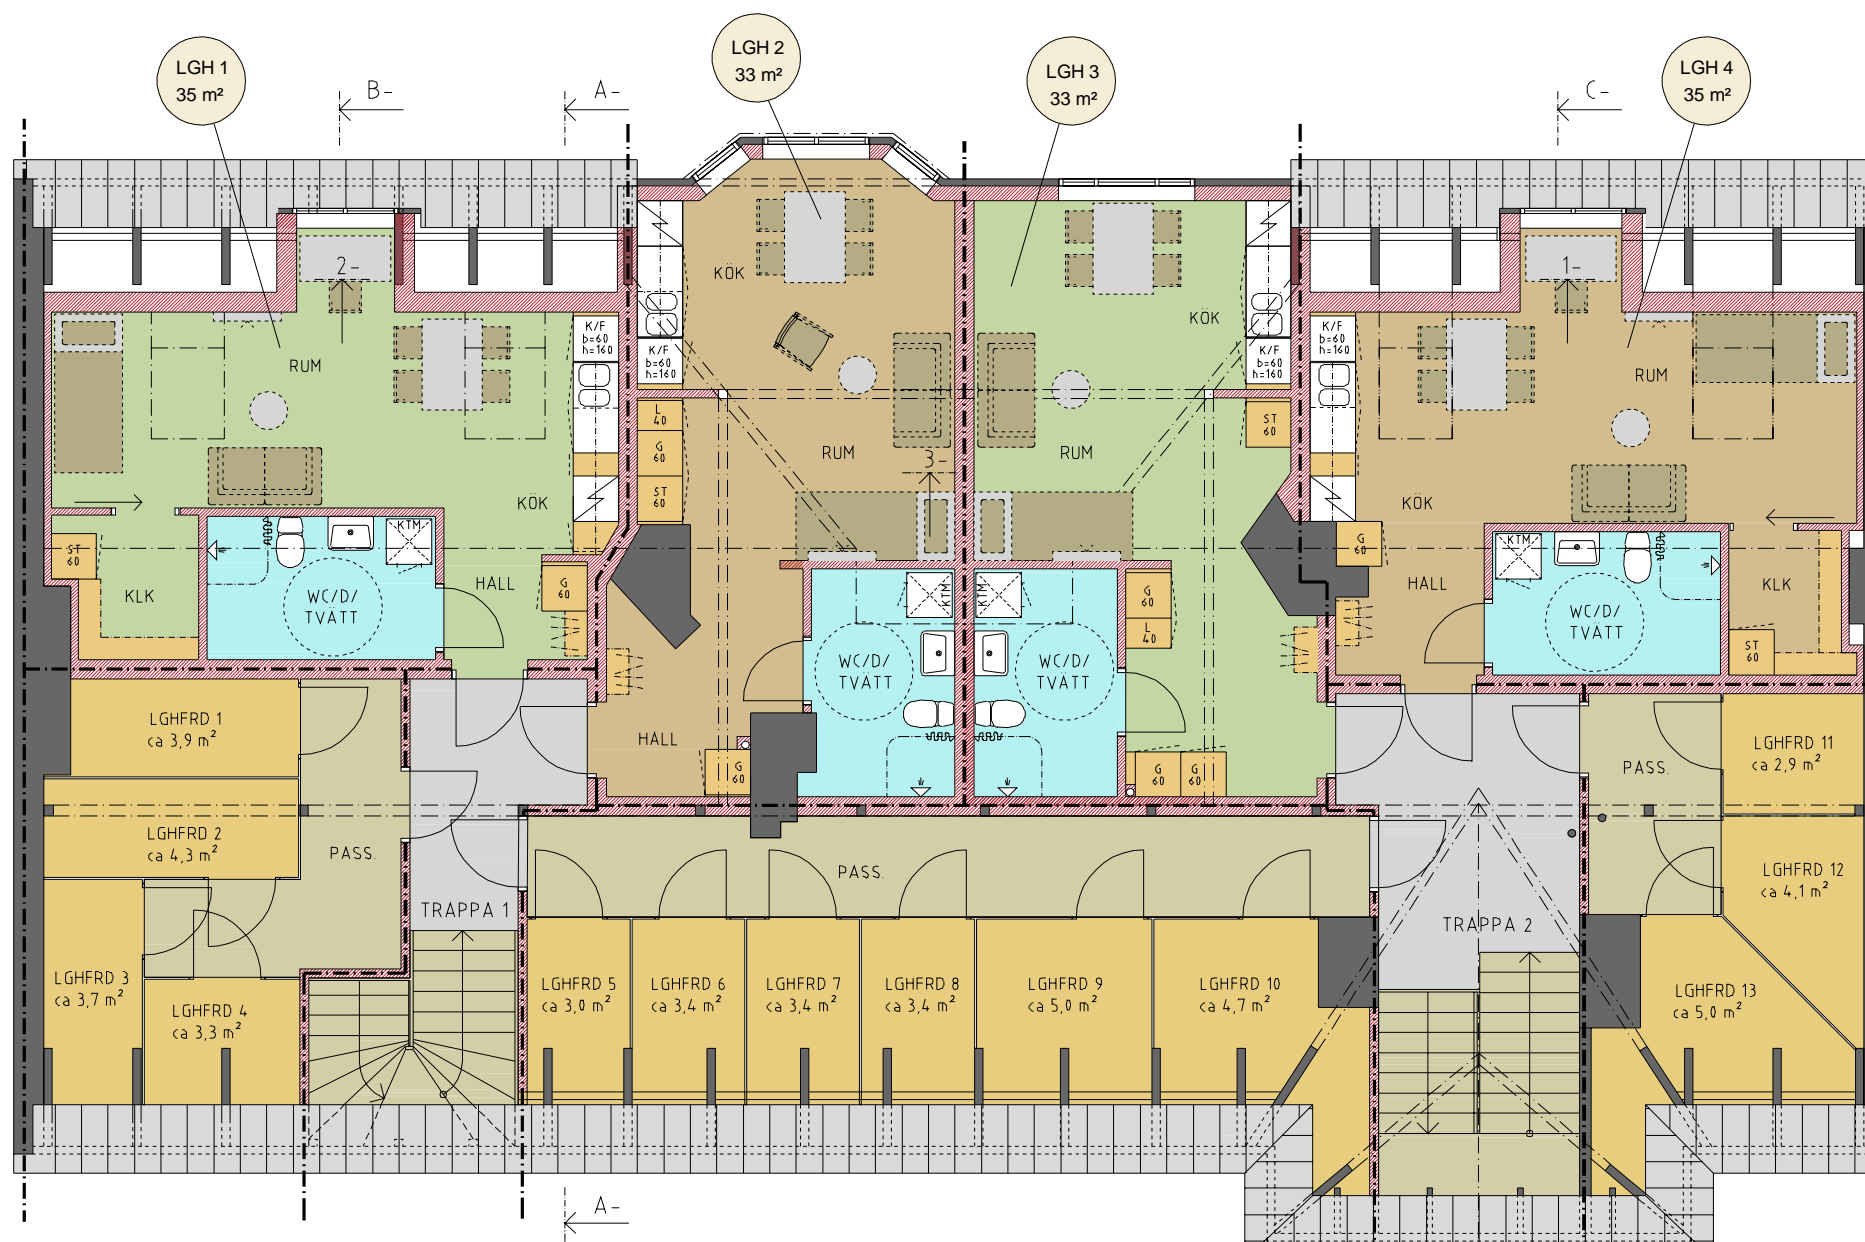 LGH 1
35 m²
B-
A-
LGH 2
33 m²
LGH 3
33 m²
C-
LGH 4
35 m²
2-
RUM
K/F
b=60
h=160
KÖK
ST
60
KLK
WC/D/
TVÄTT
KTM
HALL
G
60
KÖK
K/F
b=60
h=160
L
40
G
60
ST
60
RUM
3-
HALL
G
60
WC/D/
TVÄTT
KTM
KÖK
K/F
b=60
h=160
ST
60
RUM
KTM
WC/D/
TVÄTT
G
60
L
40
G
60
G
60
1-
K/F
b=60
h=160
RUM
KÖK
G
60
HALL
KTM
WC/D/
TVÄTT
KLK
ST
60
LGHFRD 1
ca 3,9 m²
LGHFRD 2
ca 4,3 m²
PASS.
LGHFRD 3
ca 3,7 m²
LGHFRD 4
ca 3,3 m²
TRAPPA 1
PASS.
LGHFRD 5
ca 3,0 m²
LGHFRD 6
ca 3,4 m²
LGHFRD 7
ca 3,4 m²
LGHFRD 8
ca 3,4 m²
LGHFRD 9
ca 5,0 m²
LGHFRD 10
ca 4,7 m²
TRAPPA 2
PASS.
LGHFRD 11
ca 2,9 m²
LGHFRD 12
ca 4,1 m²
LGHFRD 13
ca 5,0 m²
A-